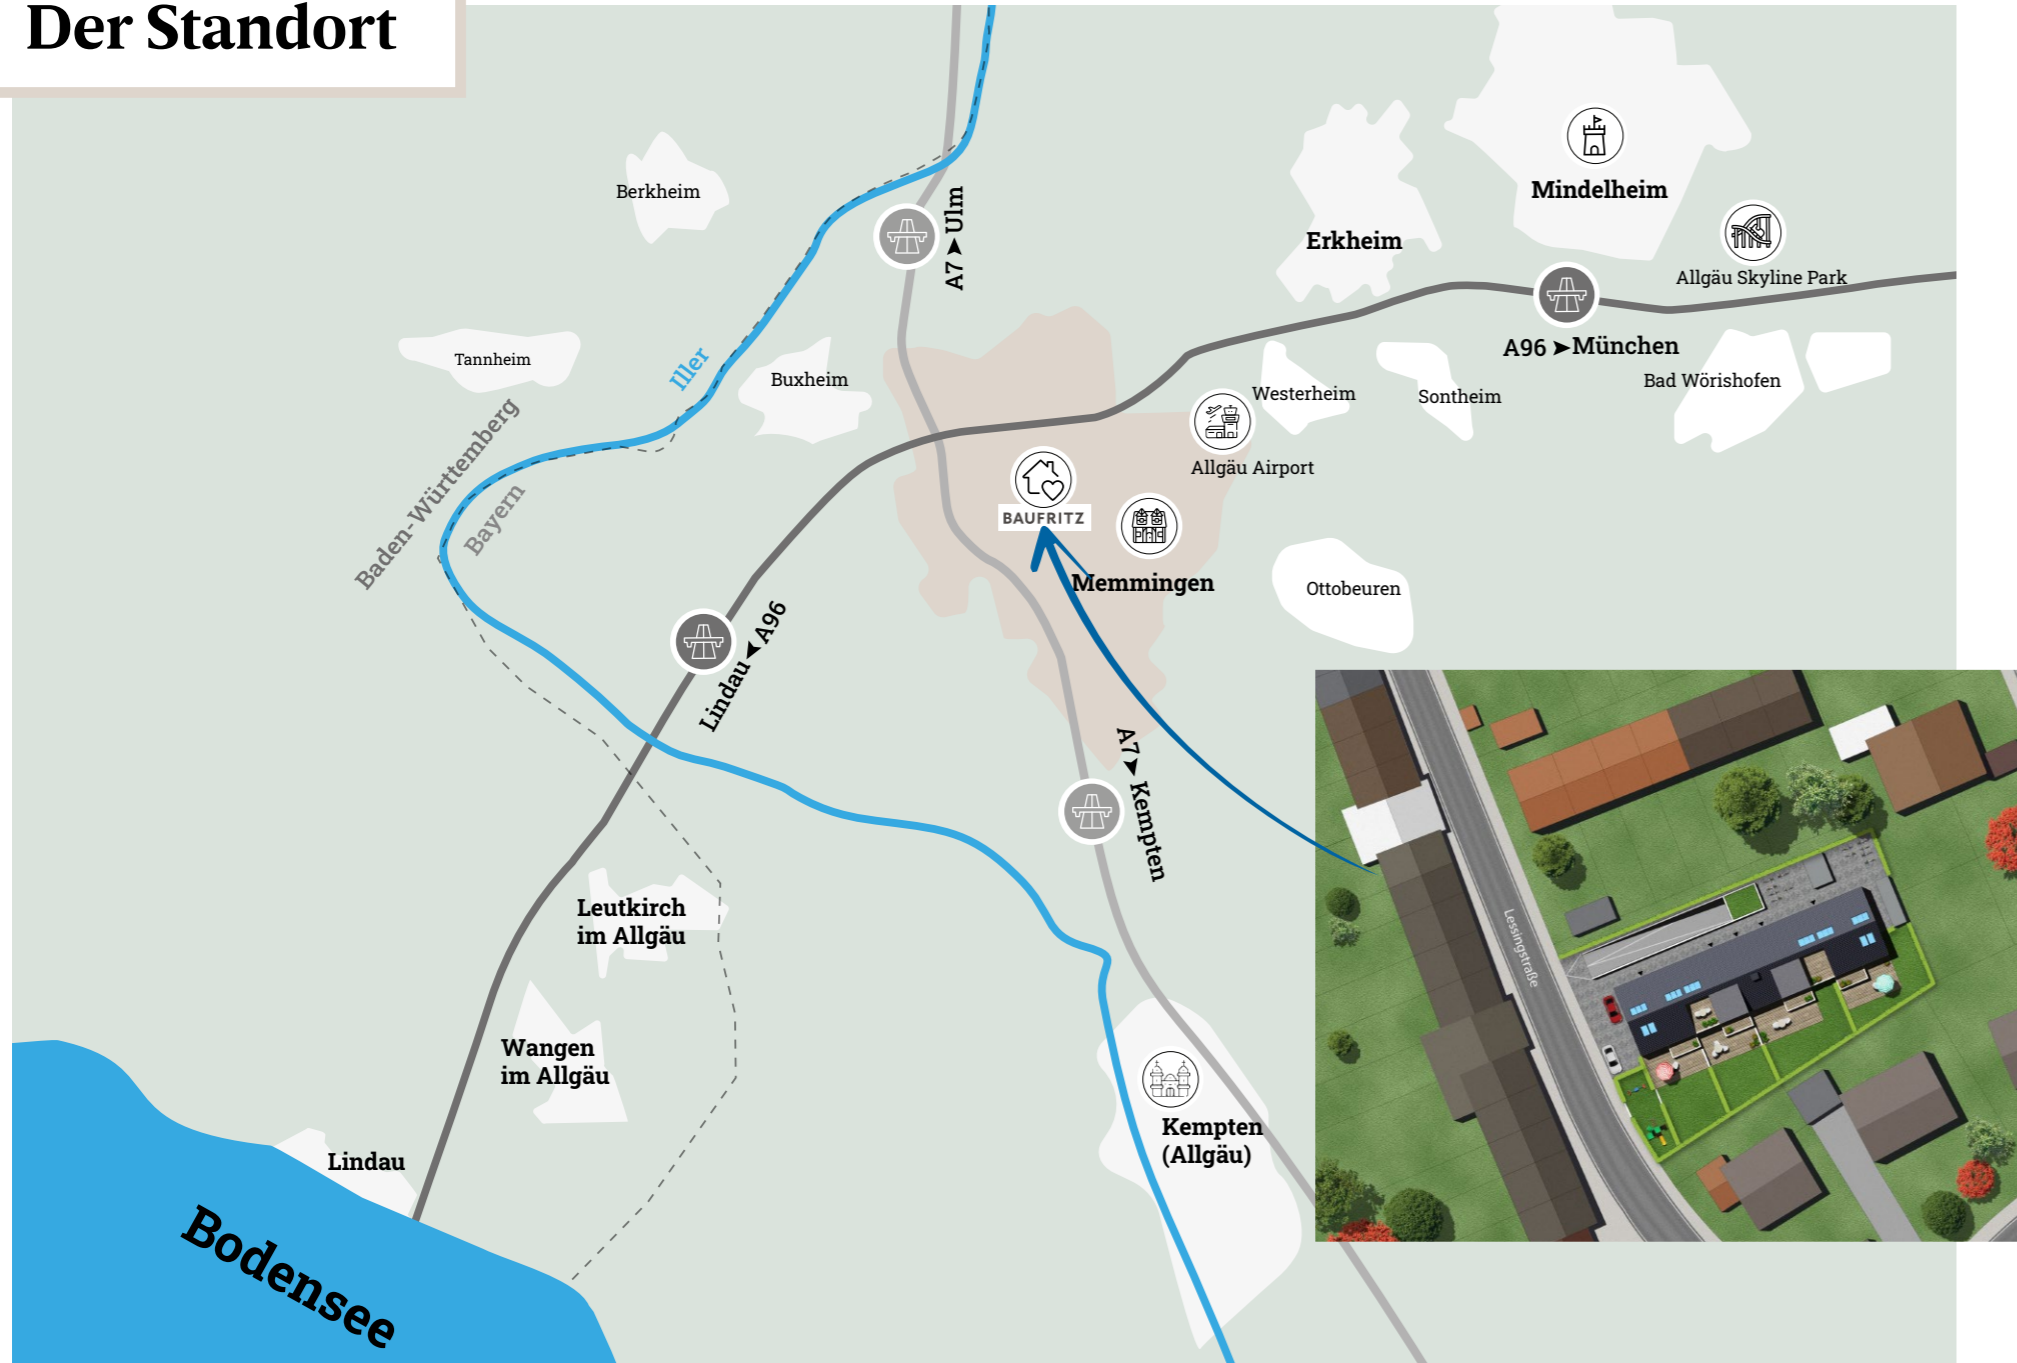 Der Standort
Berkheim
A7 ➤ Ulm
Mindelheim
Erkheim
Allgäu Skyline Park
A96 ➤ München
Tannheim
Iller
Buxheim
Westerheim
Sontheim
Bad Wörishofen
Baden-Württemberg
Bayern
Allgäu Airport
BAUFRITZ
Memmingen
Ottobeuren
Lindau ➤ A96
A7 ➤ Kempten
Leutkirch
im Allgäu
Lessingstraße
Wangen
im Allgäu
Kempten
(Allgäu)
Lindau
Bodensee